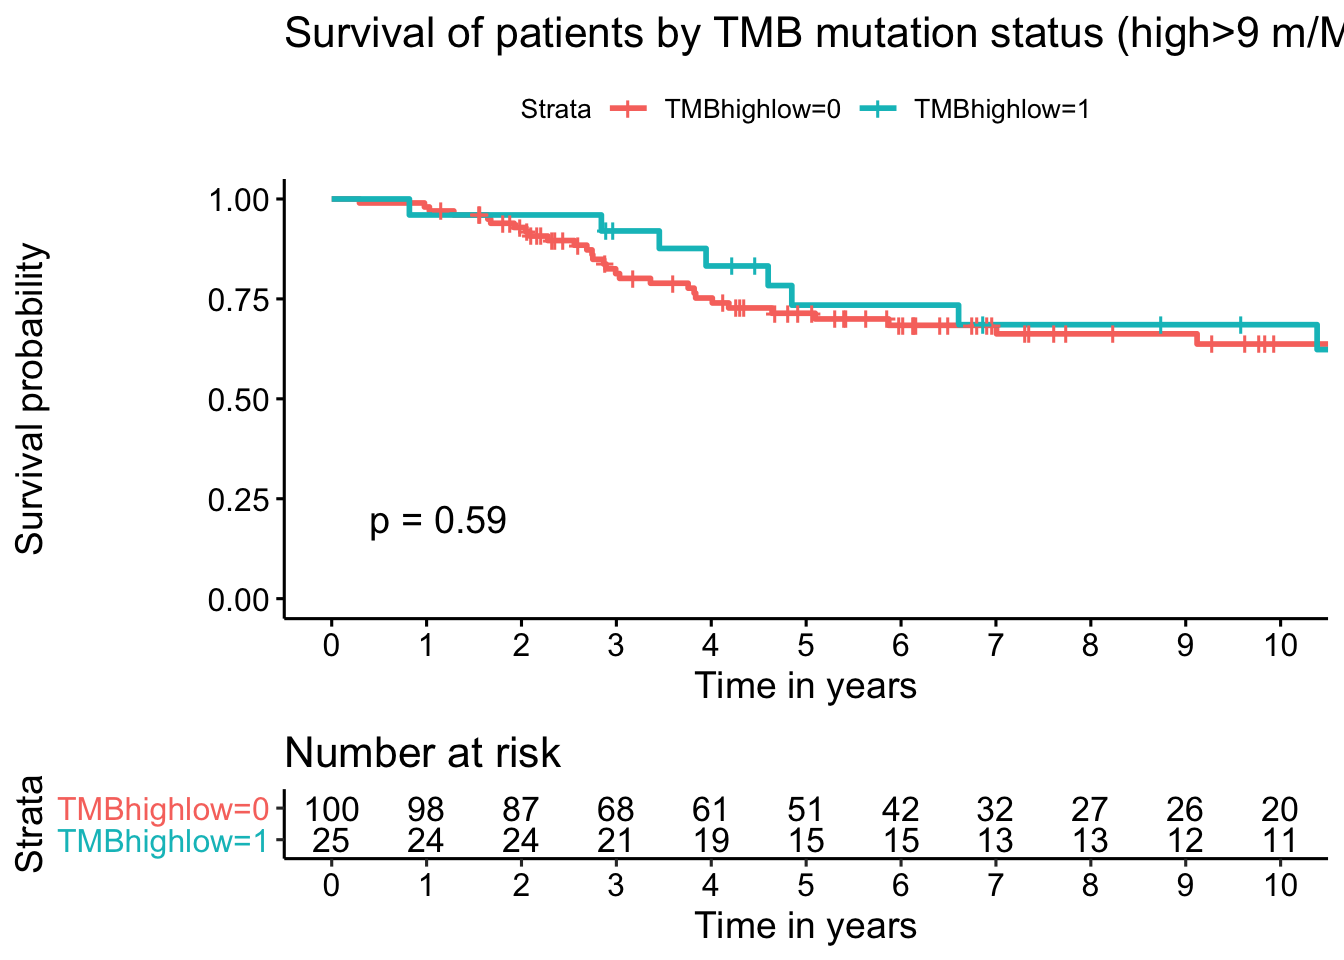 Survival of patients by TMB mutation status (high>9 m/M
Strata TMBhighlow=0 TMBhighlow=1
Survival probability
1.00
0.75
0.50
0.25
0.00
p = 0.59
0 1 2 3 4 5 6 7 8 9 10
Time in years
Number at risk
Strata
TMBhighlow=0 100 98 87 68 61 51 42 32 27 26 20
TMBhighlow=1 25 24 24 21 19 15 15 13 13 12 11
0 1 2 3 4 5 6 7 8 9 10
Time in years